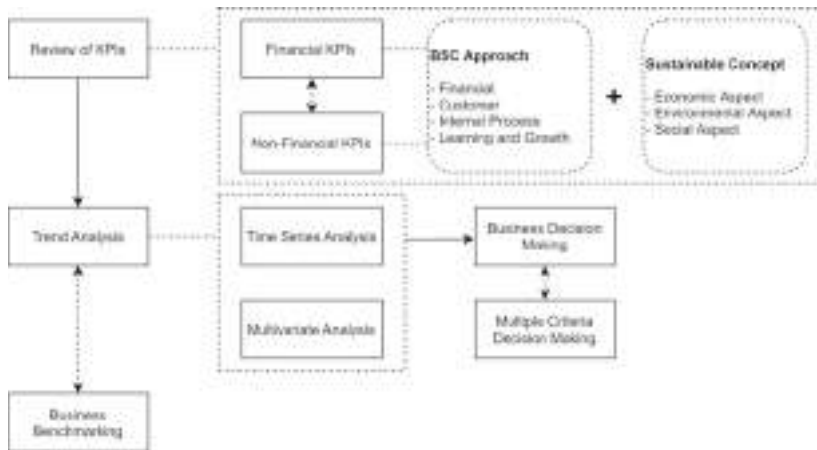 Review of KPIs
Financial KPIs
Non-Financial KPIs
BSC Approach
- Financial
- Customer
- Internal Process
- Learning and Growth
+
Sustainable Concept
- Economic Aspect
- Environmental Aspect
- Social Aspect
Trend Analysis
Time Series Analysis
Multivariate Analysis
Business Decision
Making
Multiple Criteria
Decision Making
Business
Benchmarking